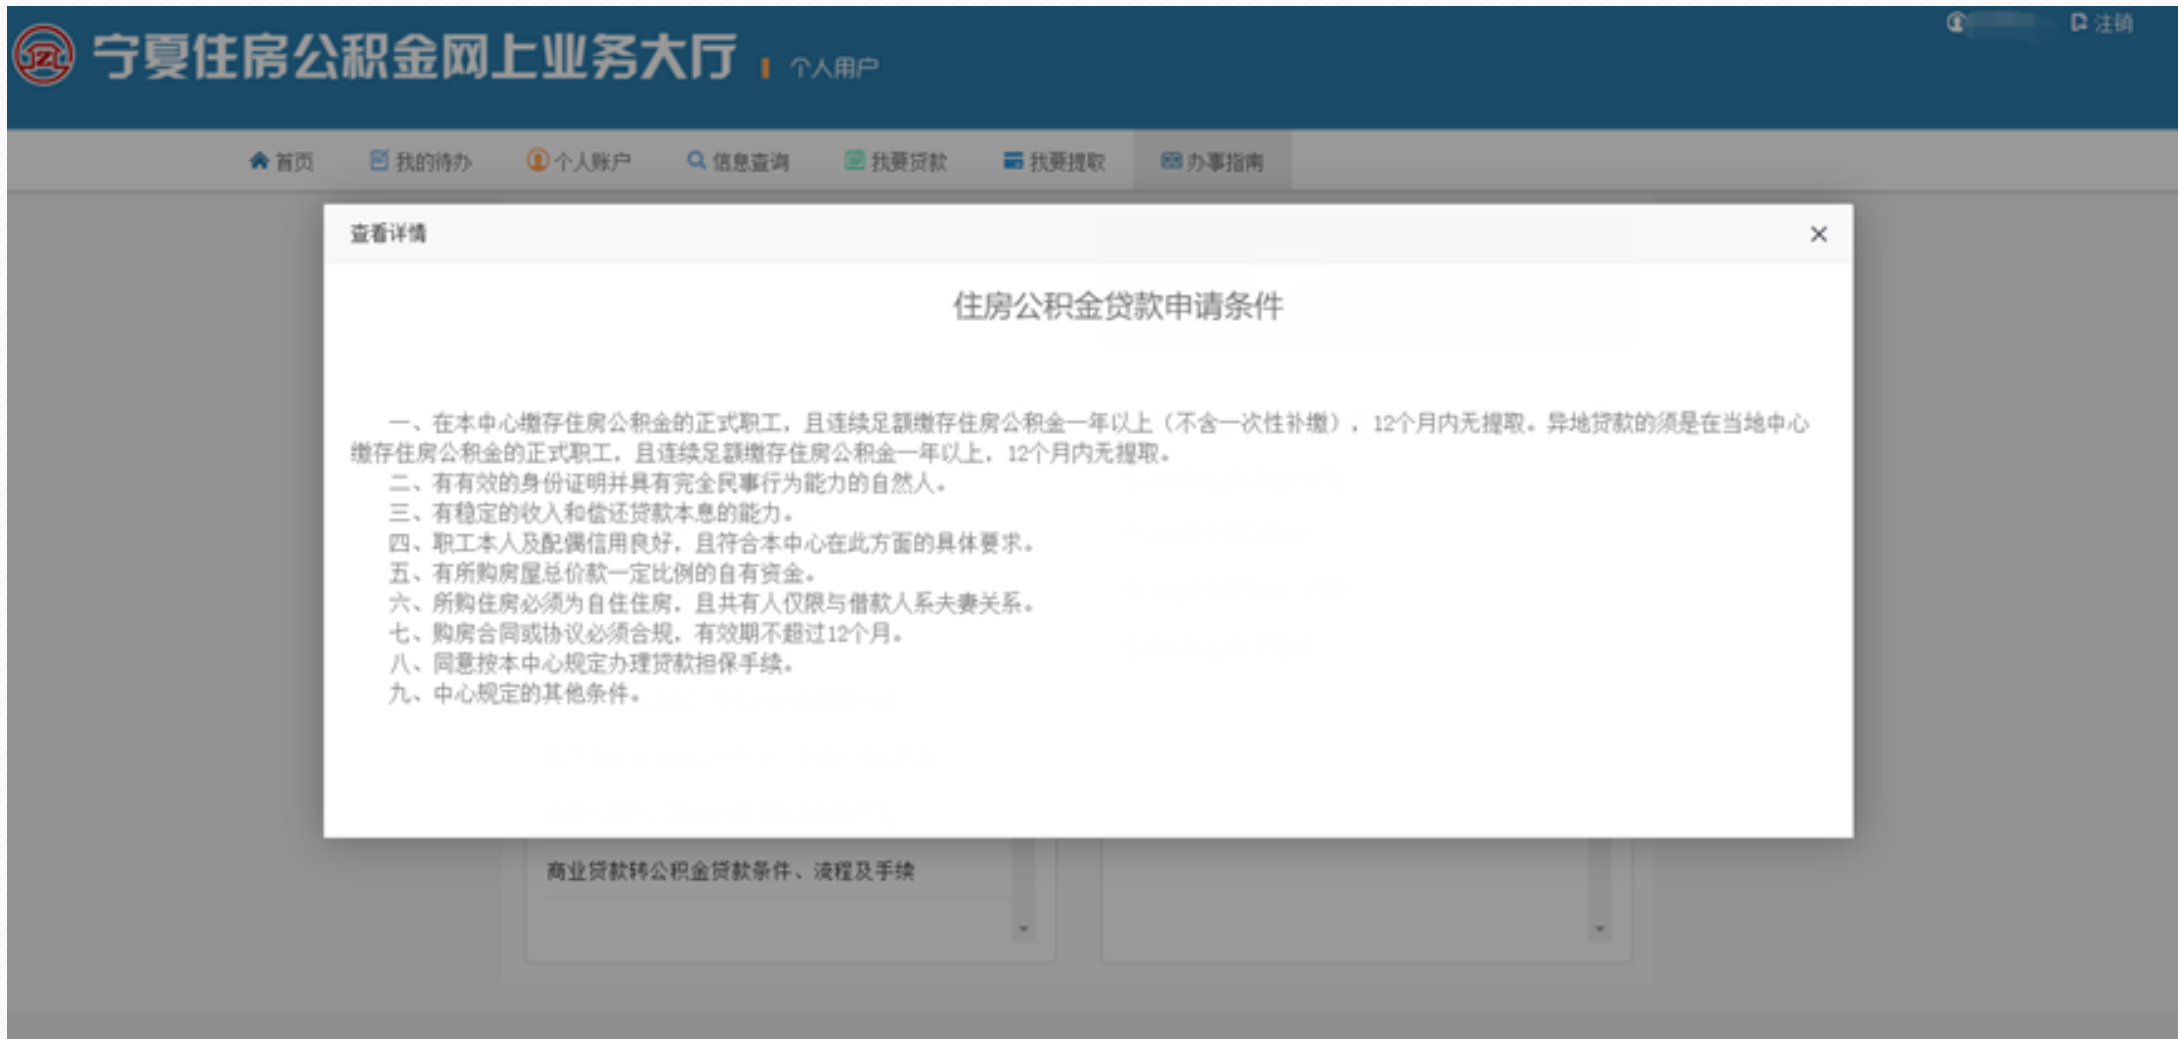 宁夏住房公积金网上业务大厅 个人用户
注销
首页 我的待办 个人账户 信息查询 我要贷款 我要提取 办事指南
查看详情
住房公积金贷款申请条件
一、在本中心缴存住房公积金的正式职工，且连续足额缴存住房公积金一年以上（不含一次性补缴），12个月内无提取。异地贷款的须是在当地中心
缴存住房公积金的正式职工，且连续足额缴存住房公积金一年以上，12个月内无提取。
二、有有效的身份证明并具有完全民事行为能力的自然人。
三、有稳定的收入和偿还贷款本息的能力。
四、职工本人及配偶信用良好，且符合本中心在此方面的具体要求。
五、有所购房屋总价款一定比例的自有资金。
六、所购住房必须为自住住房，且共有人仅限与借款人系夫妻关系。
七、购房合同或协议必须合规，有效期不超过12个月。
八、同意按本中心规定办理贷款担保手续。
九、中心规定的其他条件。
商业贷款转公积金贷款条件、流程及手续